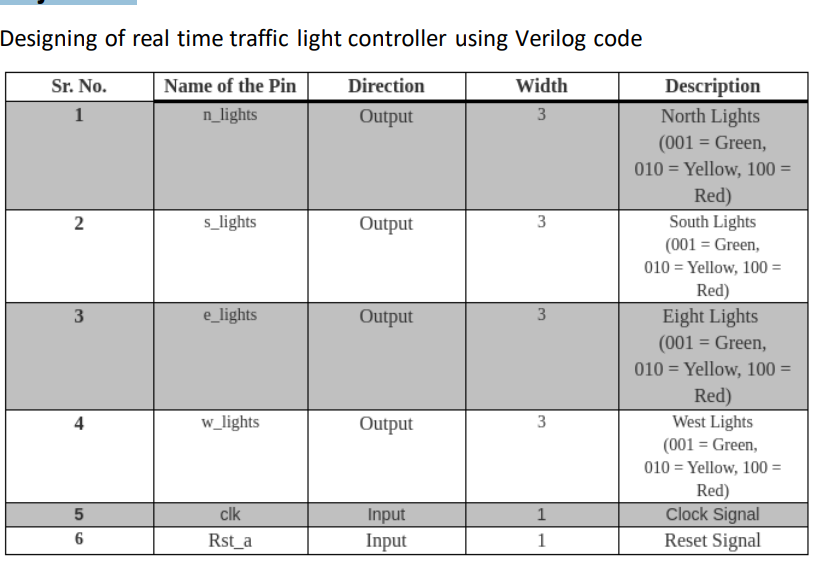 Designing of real time traffic light controller using Verilog code
Sr. No. Name of the Pin Direction Width Description
1 n_lights Output 3 North Lights
(001 = Green,
010 = Yellow, 100 =
Red)
2 s_lights Output 3 South Lights
(001 = Green,
010 = Yellow, 100 =
Red)
3 e_lights Output 3 Eight Lights
(001 = Green,
010 = Yellow, 100 =
Red)
4 w_lights Output 3 West Lights
(001 = Green,
010 = Yellow, 100 =
Red)
5 clk Input 1 Clock Signal
6 Rst_a Input 1 Reset Signal